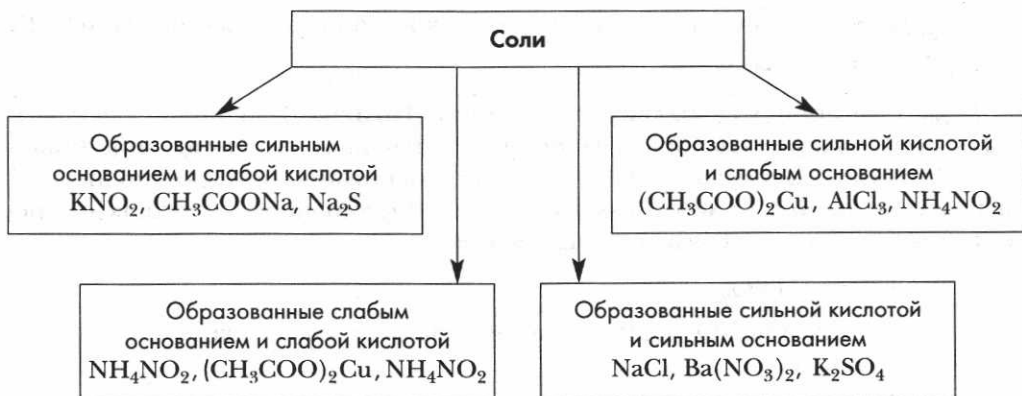 Соли
Образованные сильным
основанием и слабой кислотой
KNO₂, CH₃COONa, Na₂S
Образованные сильной кислотой
и слабым основанием
(CH₃COO)₂Cu, AlCl₃, NH₄NO₂
Образованные слабым
основанием и слабой кислотой
NH₄NO₂, (CH₃COO)₂Cu, NH₄NO₂
Образованные сильной кислотой
и сильным основанием
NaCl, Ba(NO₃)₂, K₂SO₄